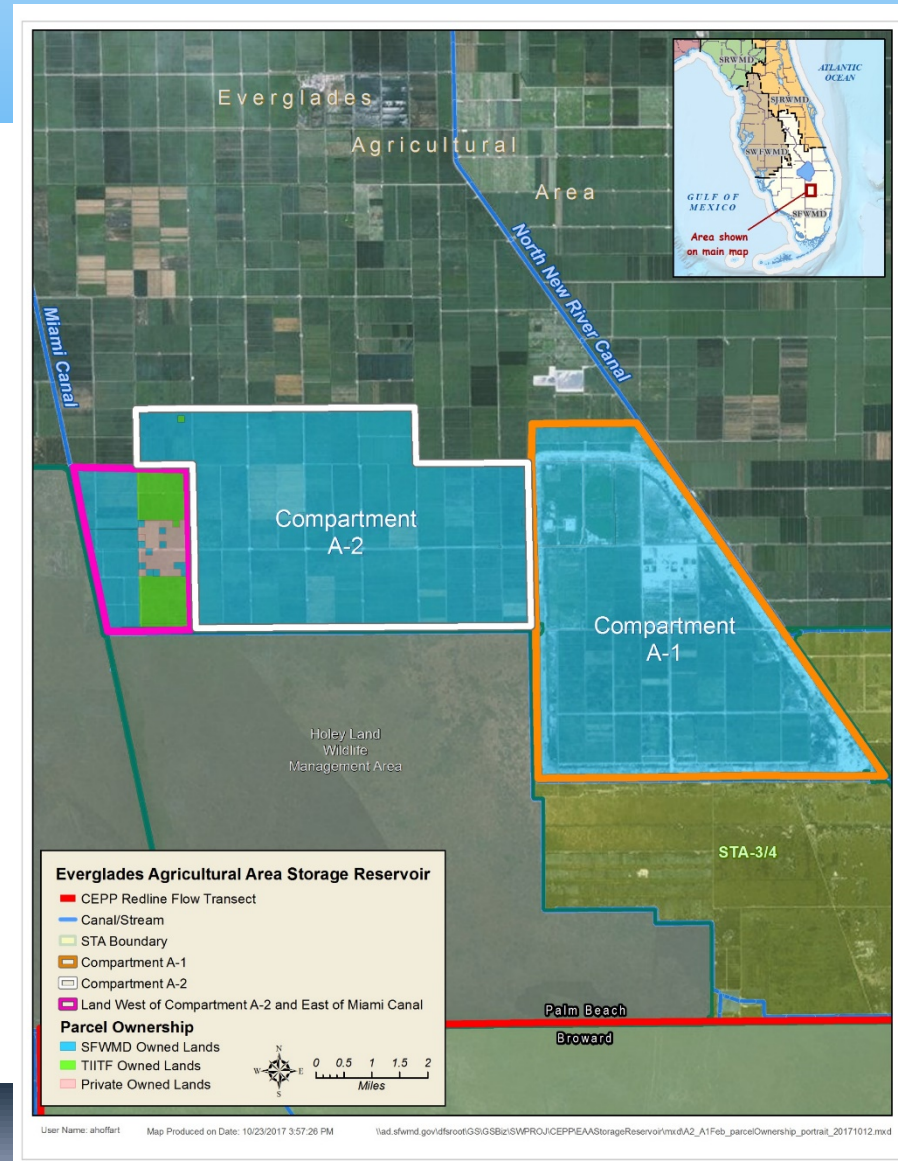 Everglades
Agricultural
Area
SRWMD
ATLANTIC
OCEAN
SJRWMD
SWFWMD
GULF OF
MEXICO
SFWMD
Area shown
on main map
North New River Canal
Miami Canal
Compartment
A-2
Compartment
A-1
Holey Land
Wildlife
Management Area
STA-3/4
Everglades Agricultural Area Storage Reservoir
CEPP Redline Flow Transect
Canal/Stream
STA Boundary
Compartment A-1
Compartment A-2
Land West of Compartment A-2 and East of Miami Canal
Parcel Ownership
SFWMD Owned Lands
TIITF Owned Lands
Private Owned Lands
N
W E
S
0 0.5 1 1.5 2
Miles
Palm Beach
Broward
User Name: ahoffart Map Produced on Date: 10/23/2017 3:57:26 PM \\ad.sfwmd.gov\dfsroot\GS\GSBiz\SWPROJ\CEPP\EAAStorageReservoir\mxd\A2_A1Feb_parcelOwnership_portrait_20171012.mxd